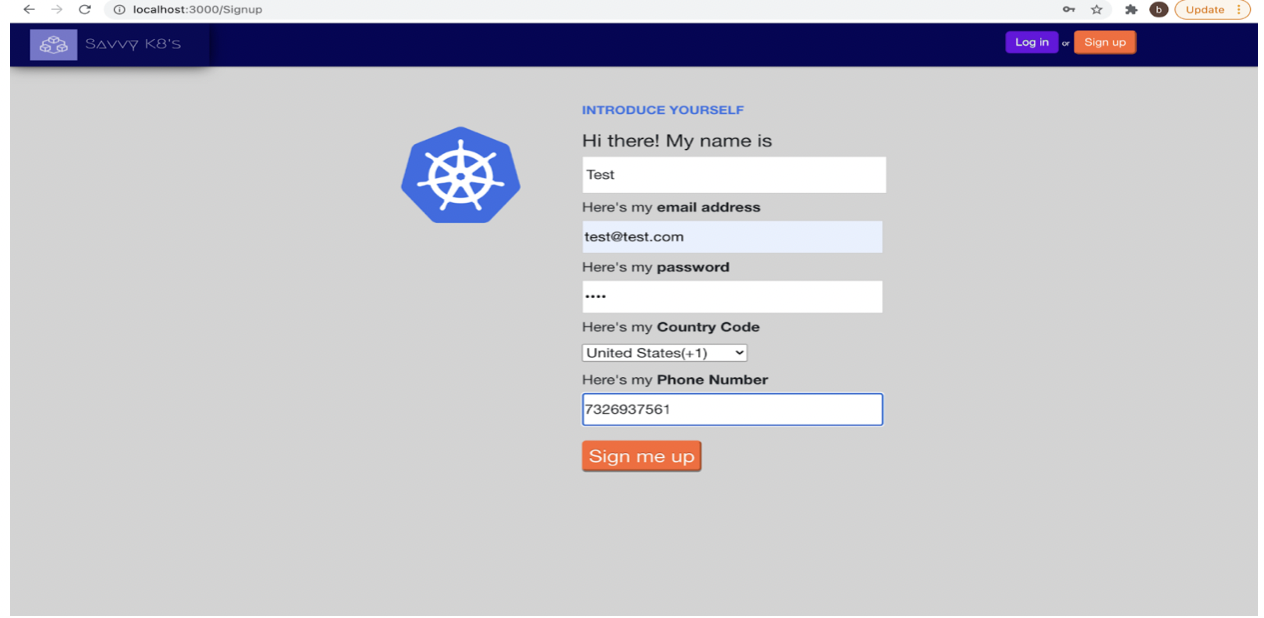 localhost:3000/Signup
b
Update
SΔVVY K8'S
Log in or Sign up
INTRODUCE YOURSELF
Hi there! My name is
Test
Here's my email address
test@test.com
Here's my password
••••
Here's my Country Code
United States(+1)
Here's my Phone Number
7326937561
Sign me up